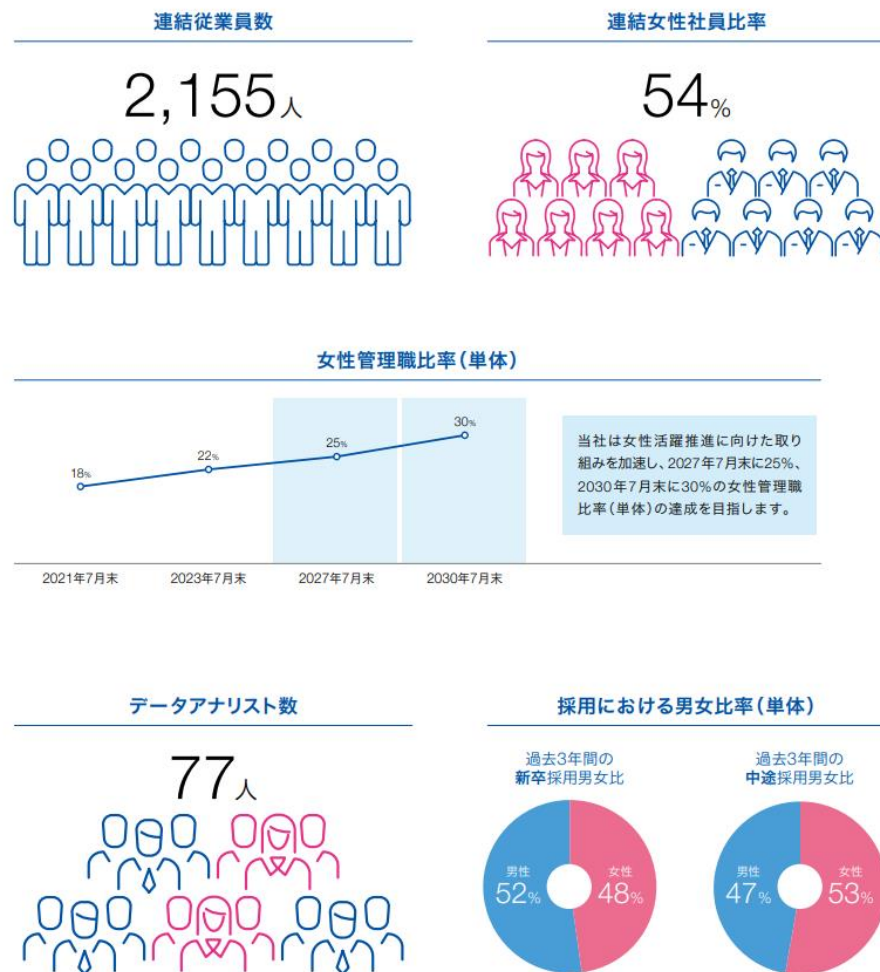 連結従業員数
2,155人
連結女性社員比率
54%
女性管理職比率（単体）
18%
22%
25%
30%
2021年7月末
2023年7月末
2027年7月末
2030年7月末
当社は女性活躍推進に向けた取り
組みを加速し、2027年7月末に25%、
2030年7月末に30%の女性管理職
比率（単体）の達成を目指します。
データアナリスト数
77人
採用における男女比率（単体）
過去3年間の
新卒採用男女比
男性
52%
女性
48%
過去3年間の
中途採用男女比
男性
47%
女性
53%